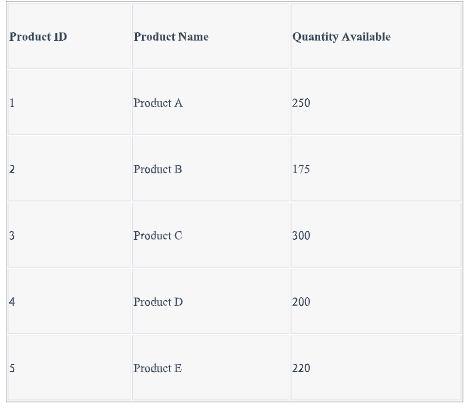 Product ID Product Name Quantity Available
1 Product A 250
2 Product B 175
3 Product C 300
4 Product D 200
5 Product E 220